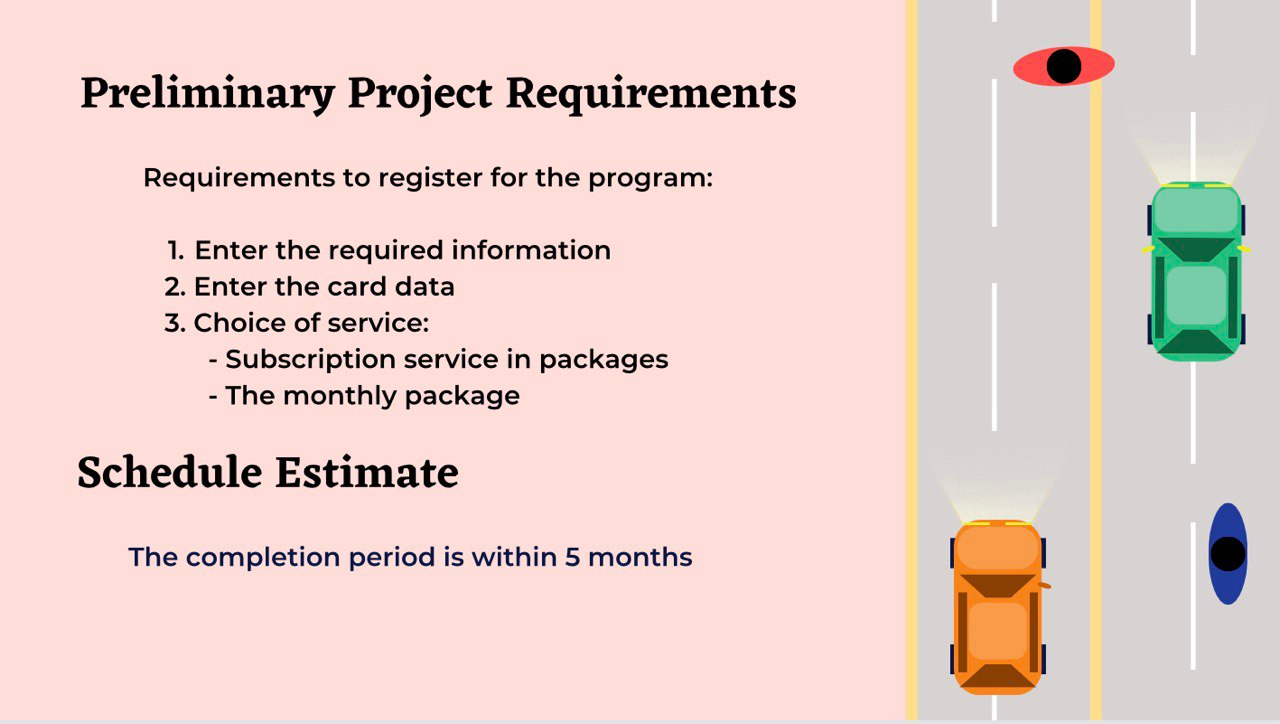 Preliminary Project Requirements
Requirements to register for the program:
1. Enter the required information
2. Enter the card data
3. Choice of service:
- Subscription service in packages
- The monthly package
Schedule Estimate
The completion period is within 5 months